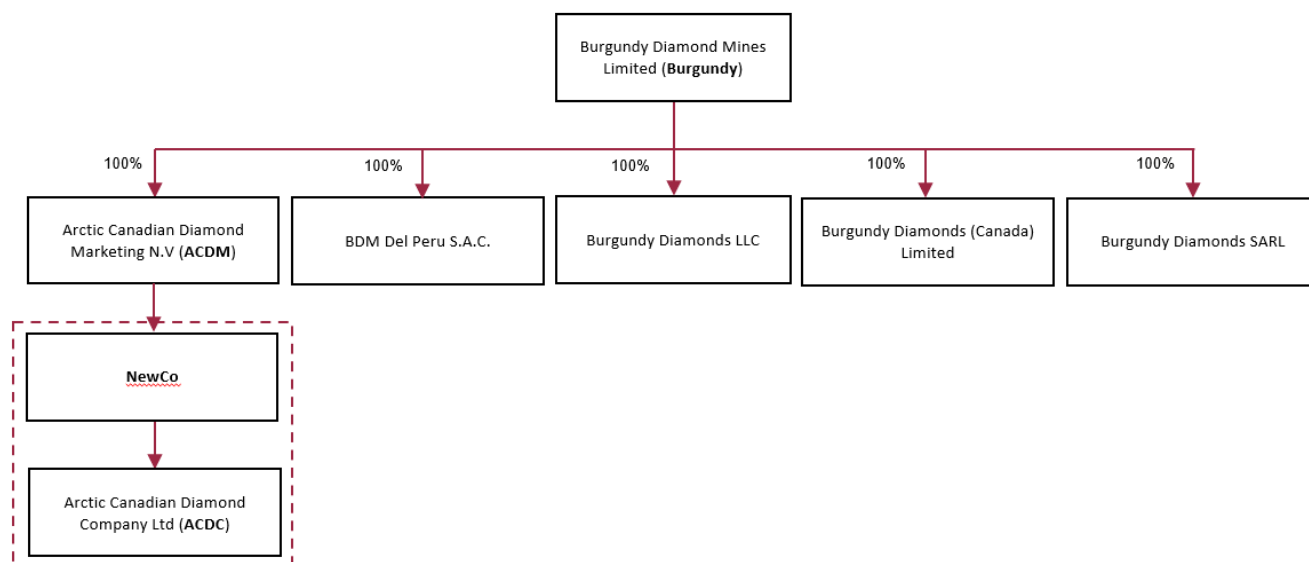 Burgundy Diamond Mines
Limited (Burgundy)
100%
100%
100%
100%
100%
Arctic Canadian Diamond
Marketing N.V (ACDM)
BDM Del Peru S.A.C.
Burgundy Diamonds LLC
Burgundy Diamonds (Canada)
Limited
Burgundy Diamonds SARL
NewCo
Arctic Canadian Diamond
Company Ltd (ACDC)